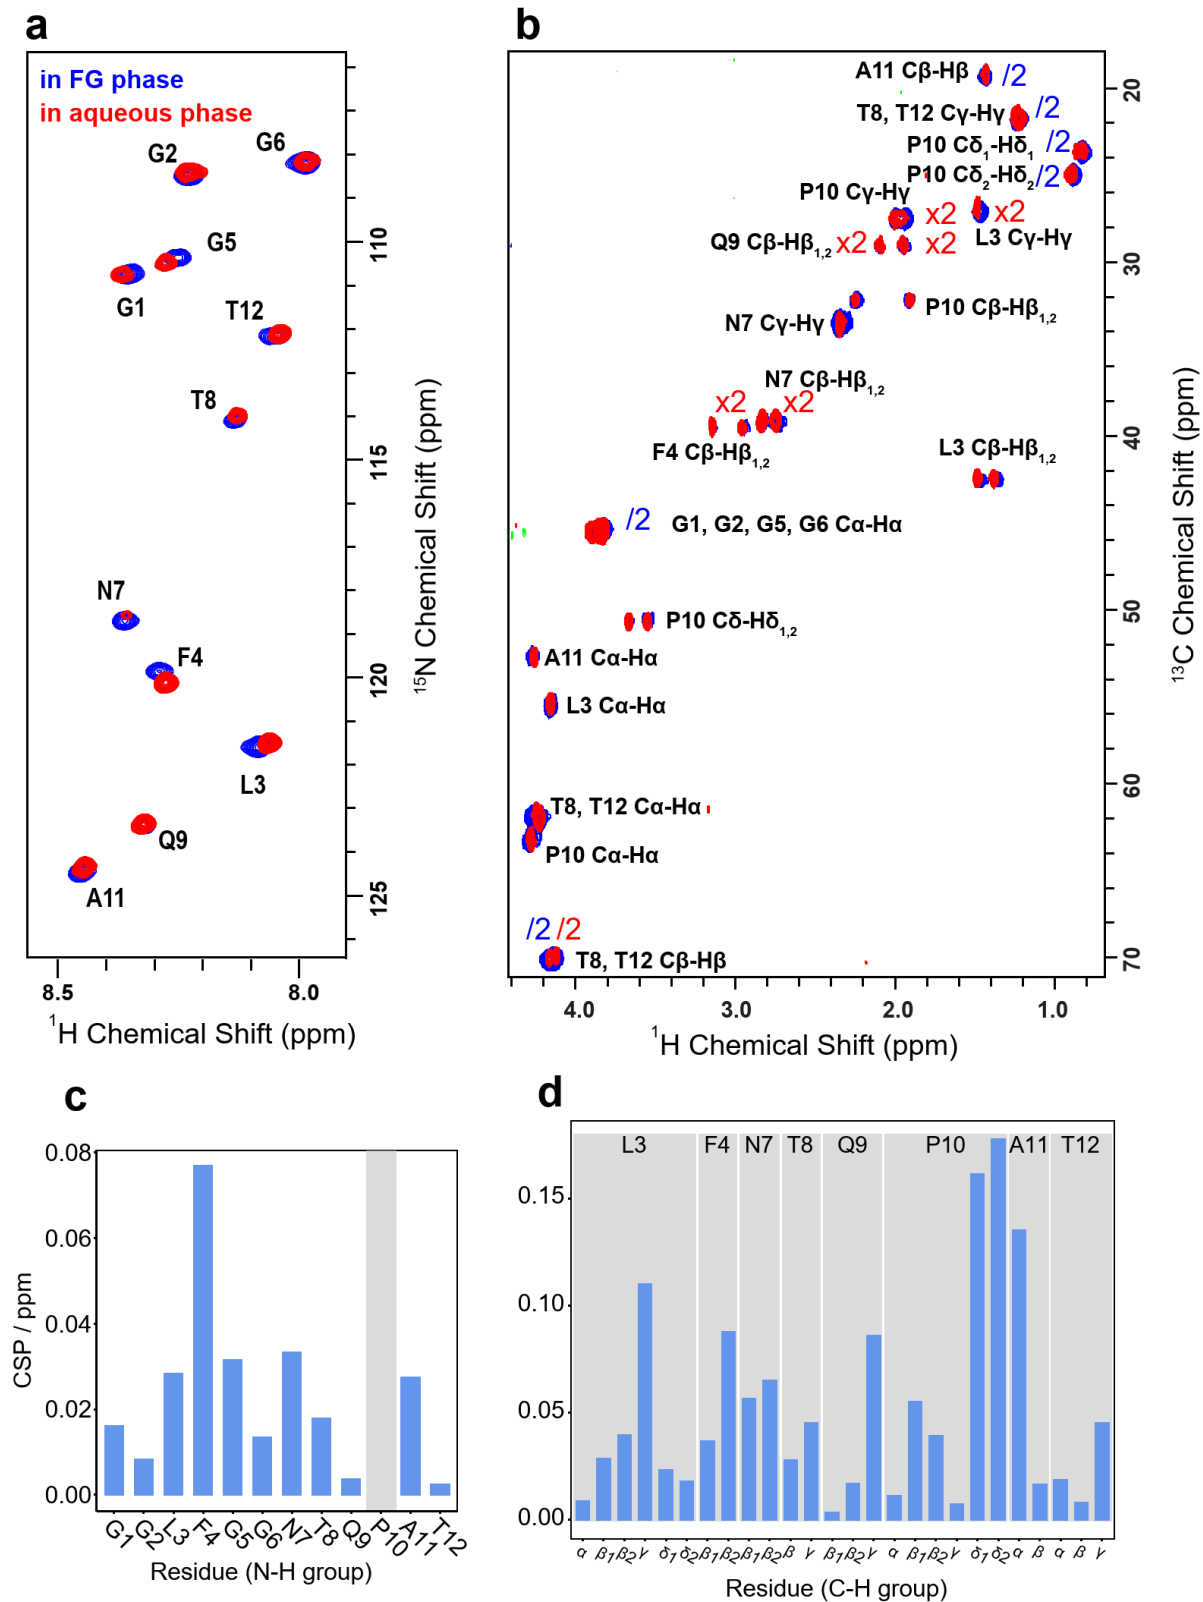 a
in FG phase
in aqueous phase
G2
G6
G5
G1
T12
T8
N7
F4
L3
Q9
A11
110
115
120
125
15N Chemical Shift (ppm)
8.5 8.0
1H Chemical Shift (ppm)
b
A11 Cβ-Hβ /2
T8, T12 Cγ-Hγ /2
P10 Cδ1-Hδ1 /2
P10 Cδ2-Hδ2 /2
P10 Cγ-Hγ x2 x2
L3 Cγ-Hγ
Q9 Cβ-Hβ1,2 x2 x2
P10 Cβ-Hβ1,2
N7 Cγ-Hγ
N7 Cβ-Hβ1,2
x2 x2
F4 Cβ-Hβ1,2
L3 Cβ-Hβ1,2
/2 G1, G2, G5, G6 Cα-Hα
P10 Cδ-Hδ1,2
A11 Cα-Hα
L3 Cα-Hα
T8, T12 Cα-Hα
P10 Cα-Hα
/2 /2
T8, T12 Cβ-Hβ
20
30
40
50
60
70
13C Chemical Shift (ppm)
4.0 3.0 2.0 1.0
1H Chemical Shift (ppm)
c
0.08
0.06
0.04
0.02
0.00
CSP / ppm
G1 G2 L3 F4 G5 G6 N7 T8 Q9 P10 A11 T12
Residue (N-H group)
d
L3 F4 N7 T8 Q9 P10 A11 T12
0.15
0.10
0.05
0.00
α β1 β2 γ δ1 δ2 β1 β2 β1 β2 β γ β1 β2 γ α β1 β2 γ δ1 δ2 α β α β γ
Residue (C-H group)